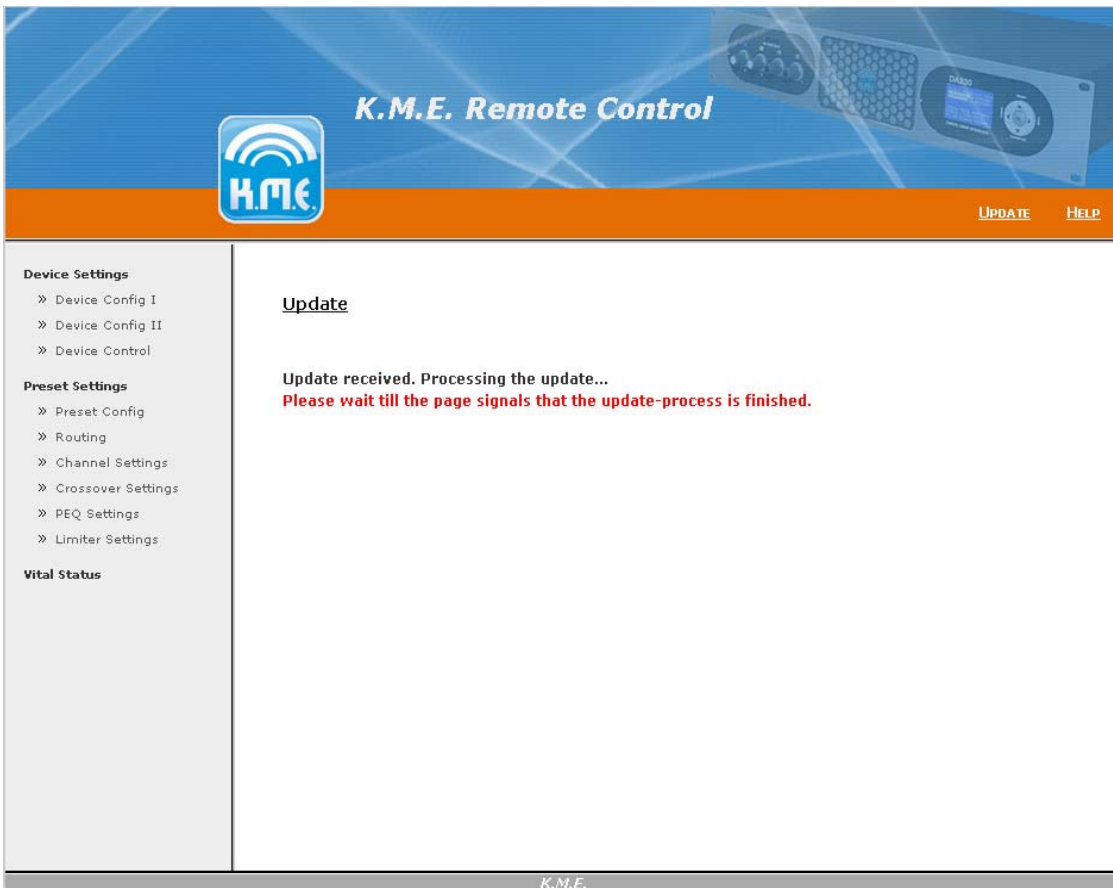 K.M.E. Remote Control
K.M.E.
UPDATE HELP
Device Settings
» Device Config I
» Device Config II
» Device Control
Preset Settings
» Preset Config
» Routing
» Channel Settings
» Crossover Settings
» PEQ Settings
» Limiter Settings
Vital Status
Update
Update received. Processing the update...
Please wait till the page signals that the update-process is finished.
K.M.E.